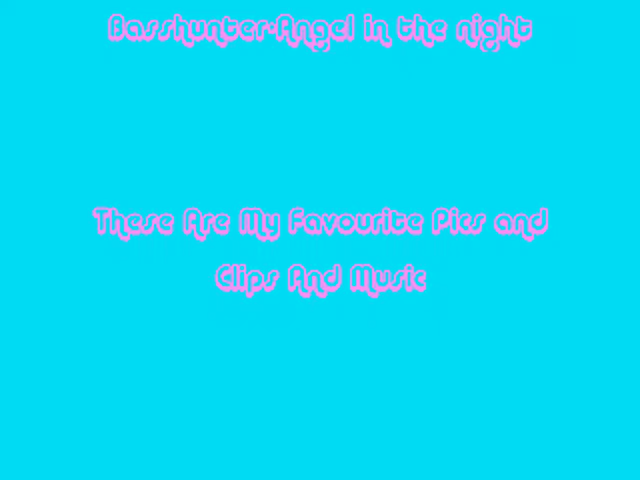 Basshunter-Angel in the night
These Are My Favourite Pics and
Clips And Music